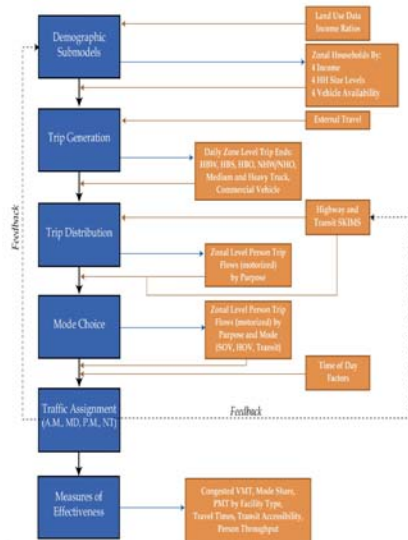 Land Use Data
Income Ratios
Demographic
Submodels
Zonal Households By:
4 Income
4 HH Size Levels
4 Vehicle Availability
External Travel
Trip Generation
Daily Zone Level Trip Ends:
HBW, HBS, HBO, NHW/NHO,
Medium and Heavy Truck,
Commercial Vehicle
Feedback
Trip Distribution
Highway and
Transit SKIMS
Zonal Level Person Trip
Flows (motorized)
by Purpose
Mode Choice
Zonal Level Person Trip
Flows (motorized) by
Purpose and Mode
(SOV, HOV, Transit)
Time of Day
Factors
Traffic Assignment
(A.M., MD, P.M., NT)
Feedback
Measures of
Effectiveness
Congested VMT, Mode Share,
PMT by Facility Type,
Travel Times, Transit Accessibility,
Person Throughput